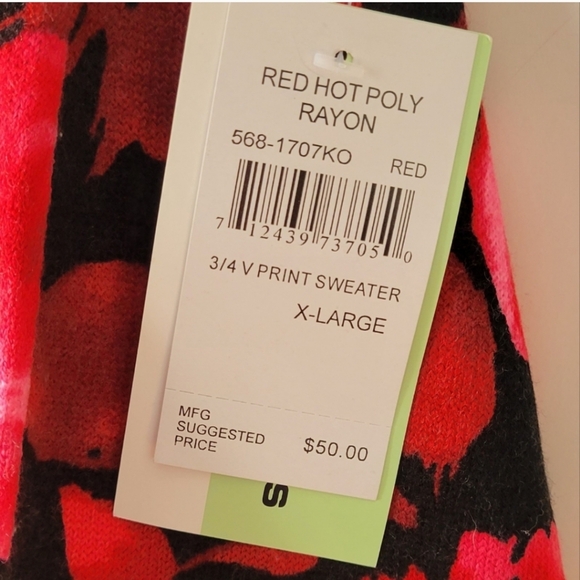 RED HOT POLY
RAYON
568-1707KO RED
7 12439 73705 0
3/4 V PRINT SWEATER
X-LARGE
MFG
SUGGESTED
PRICE
$50.00
S